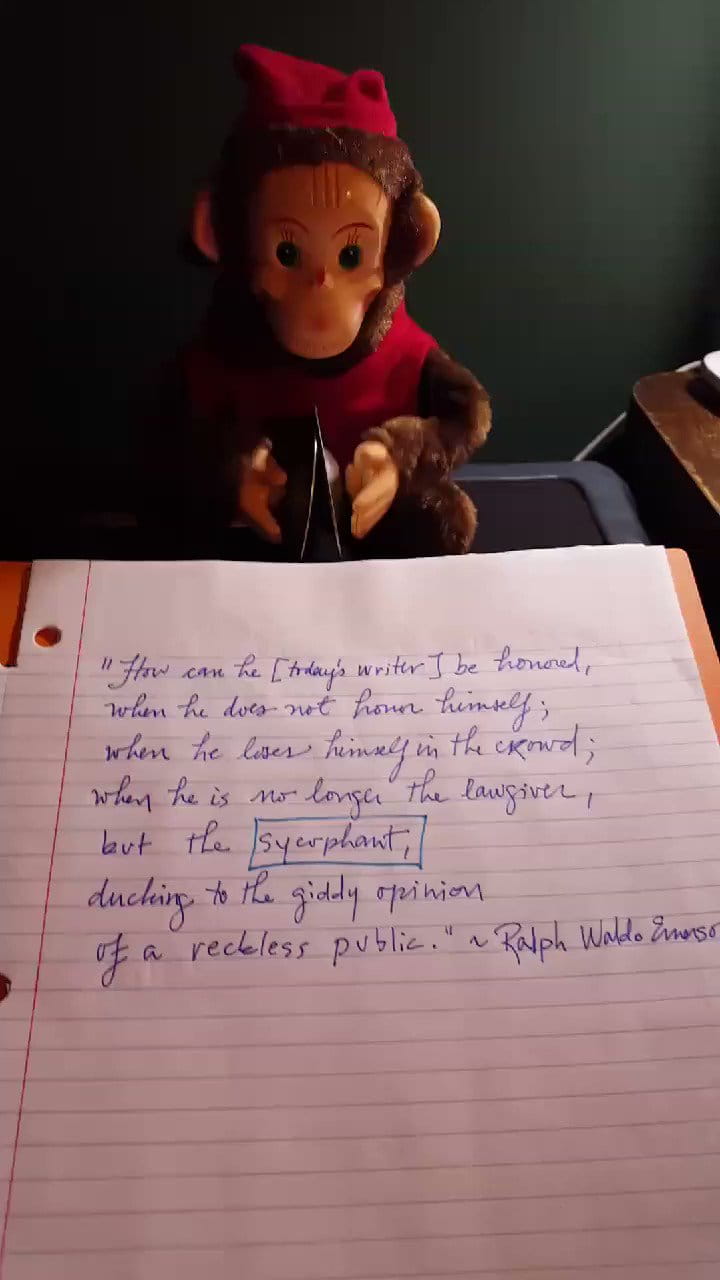 "How can he [today's writer] be honored,
when he does not honor himself;
when he loses himself in the crowd;
when he is no longer the lawgiver,
but the sycophant,
ducking to the giddy opinion
of a reckless public." ~ Ralph Waldo Emerso